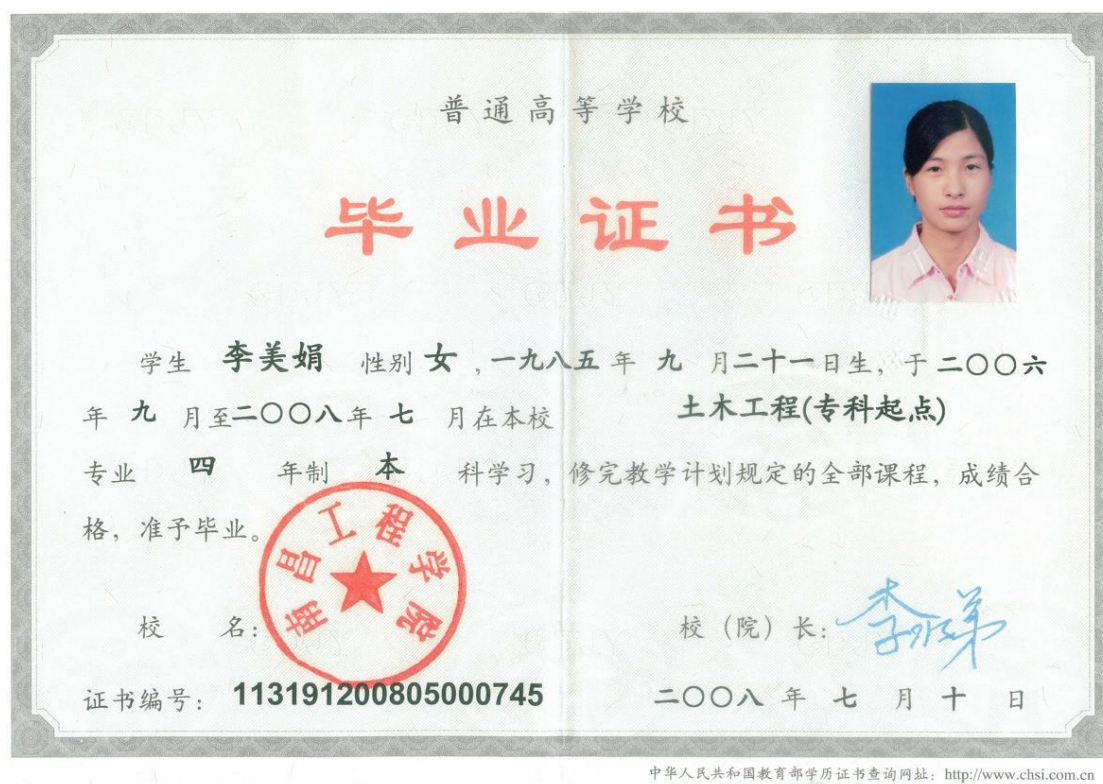 普通高等学校
毕业证书
学生 李美娟 性别 女，一九八五年 九 月二十一日生，于二〇〇六
年 九 月至二〇〇八年 七 月在本校 土木工程(专科起点)
专业 四 年制 本 科学习，修完教学计划规定的全部课程，成绩合
格，准予毕业。
南昌工程学院
校 名： 校（院）长：
证书编号：113191200805000745 二〇〇八 年 七 月 十 日
中华人民共和国教育部学历证书查询网址：http://www.chsi.com.cn